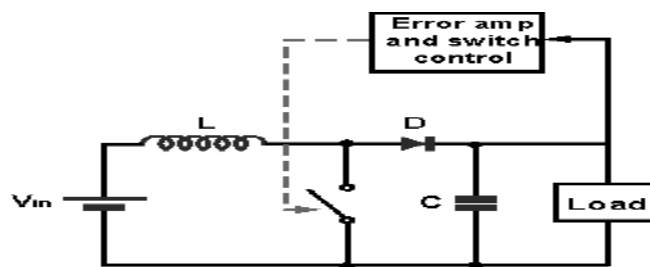 Error amp
and switch
control
L
D
Vin
C
Load